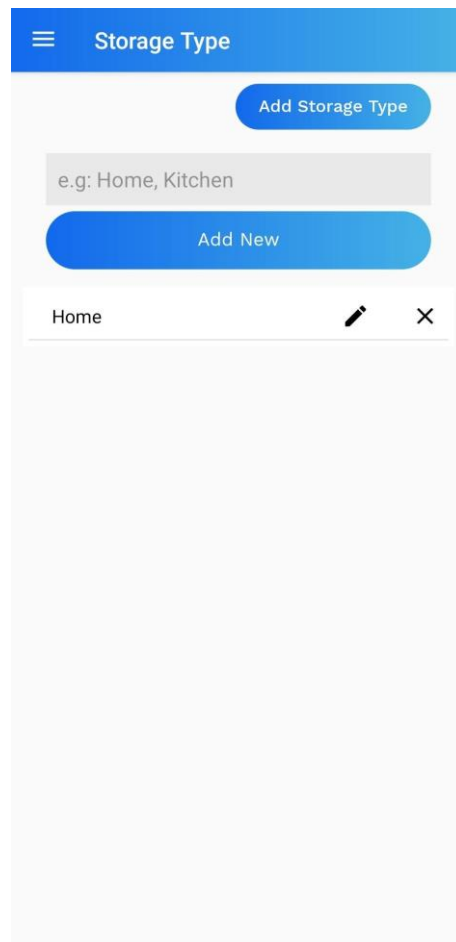 Storage Type
Add Storage Type
e.g: Home, Kitchen
Add New
Home